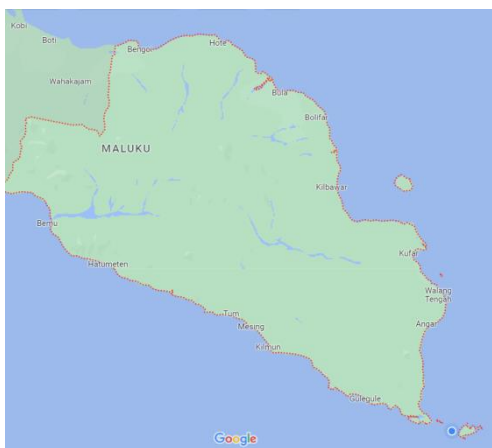 Kobi
Boti
Bengoi
Hote
Wahakajam
Bula
Bolifar
MALUKU
Kilbawar
Bemu
Kufar
Hatumeten
Walang
Tengah
Tum
Angar
Mesing
Kilmun
Gulegule
Google